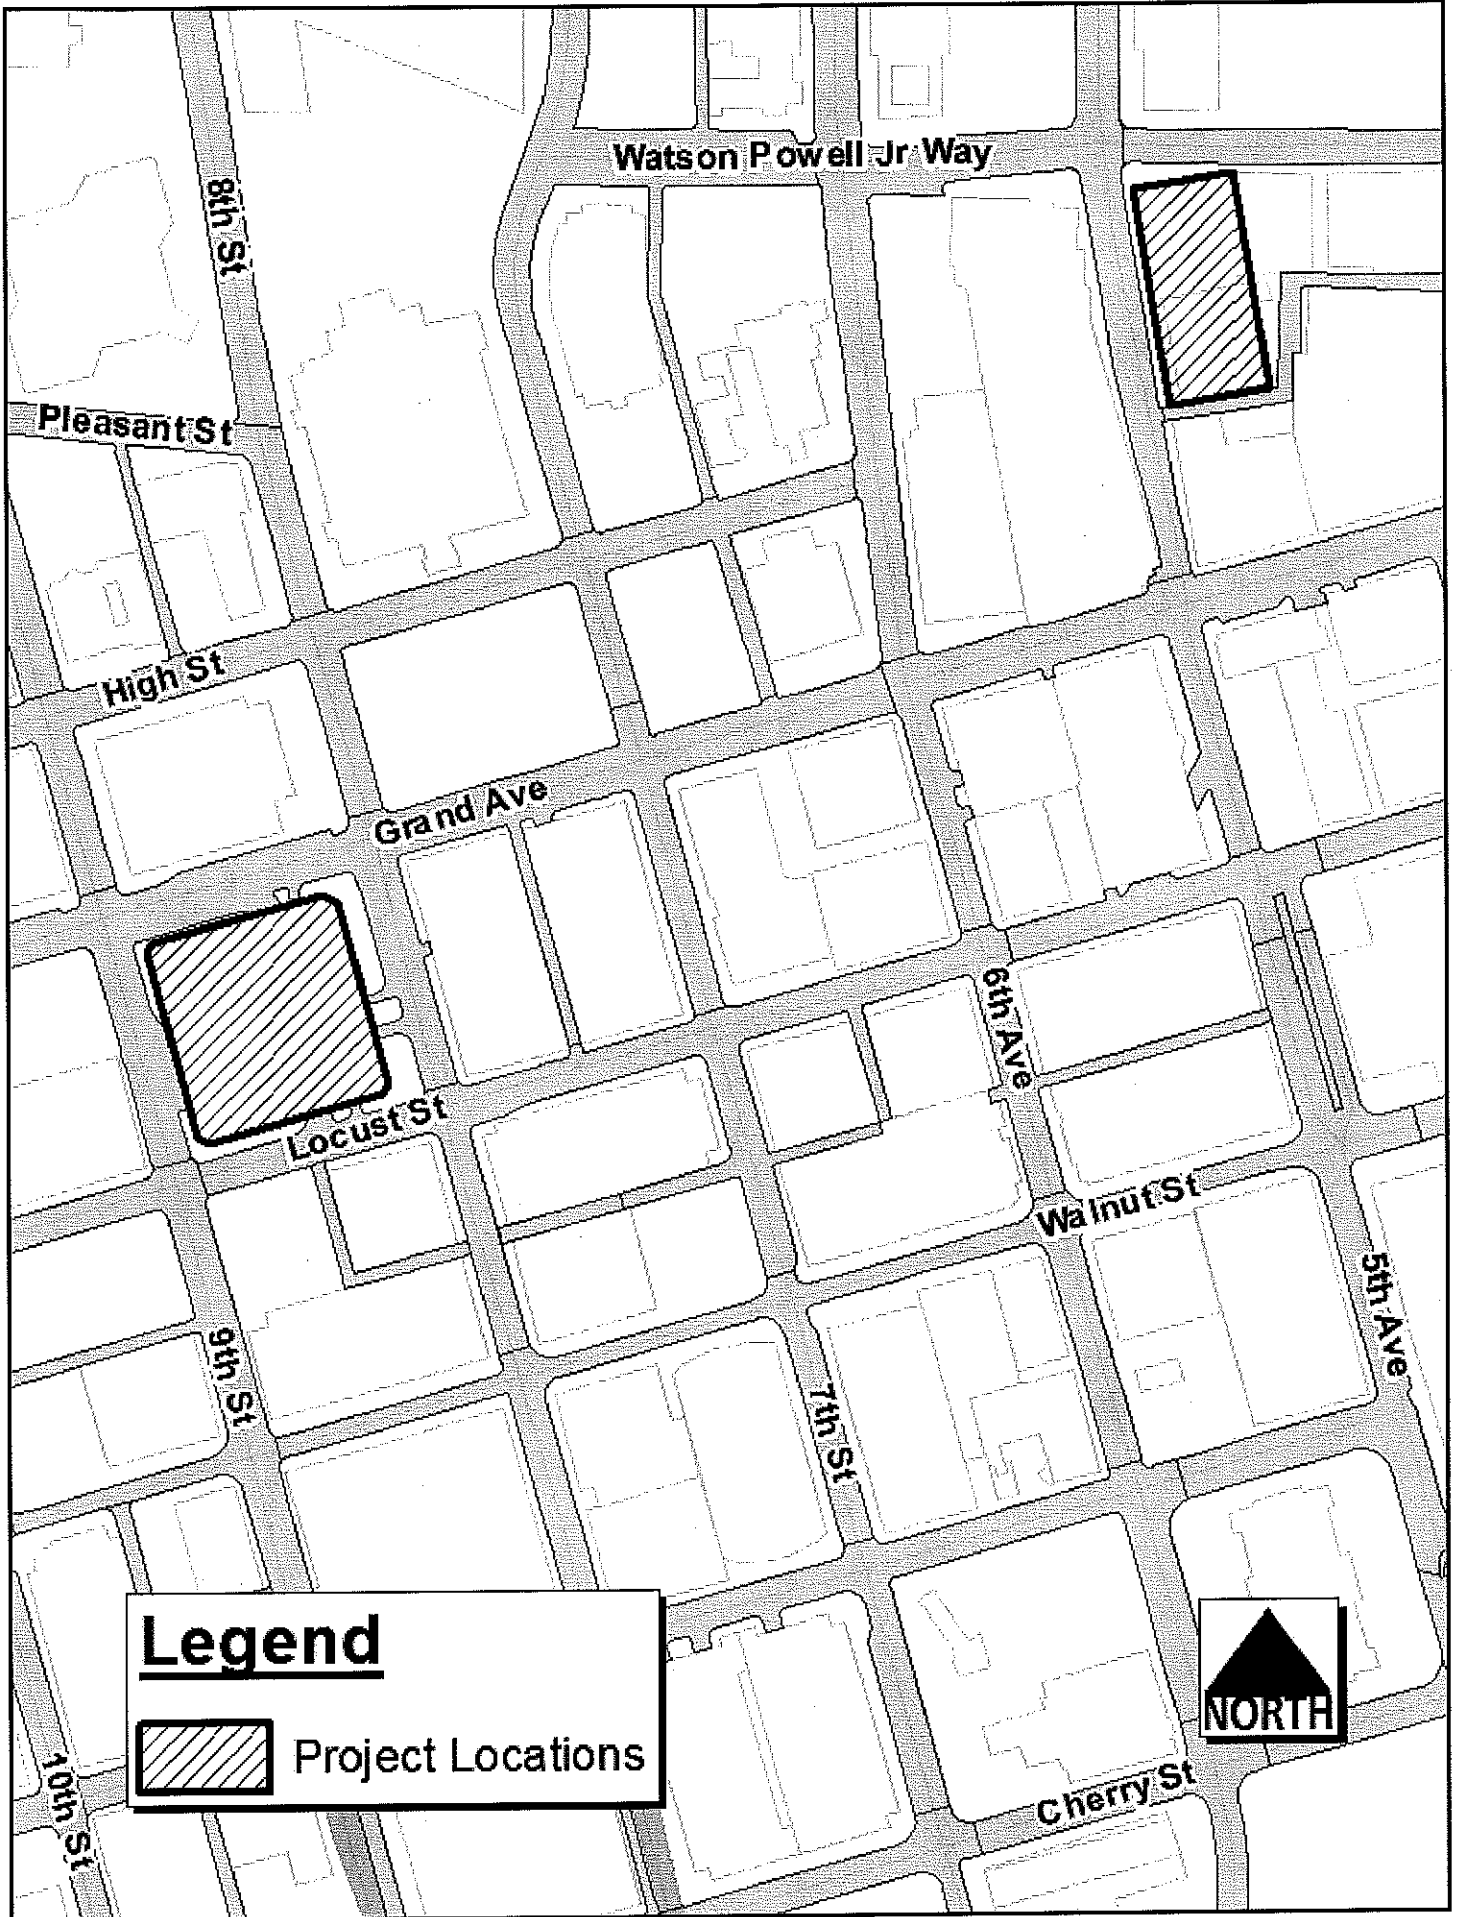 Watson Powell Jr Way
8th St
Pleasant St
High St
Grand Ave
6th Ave
Locust St
Walnut St
5th Ave
9th St
7th St
Legend
Project Locations
NORTH
10th St
Cherry St